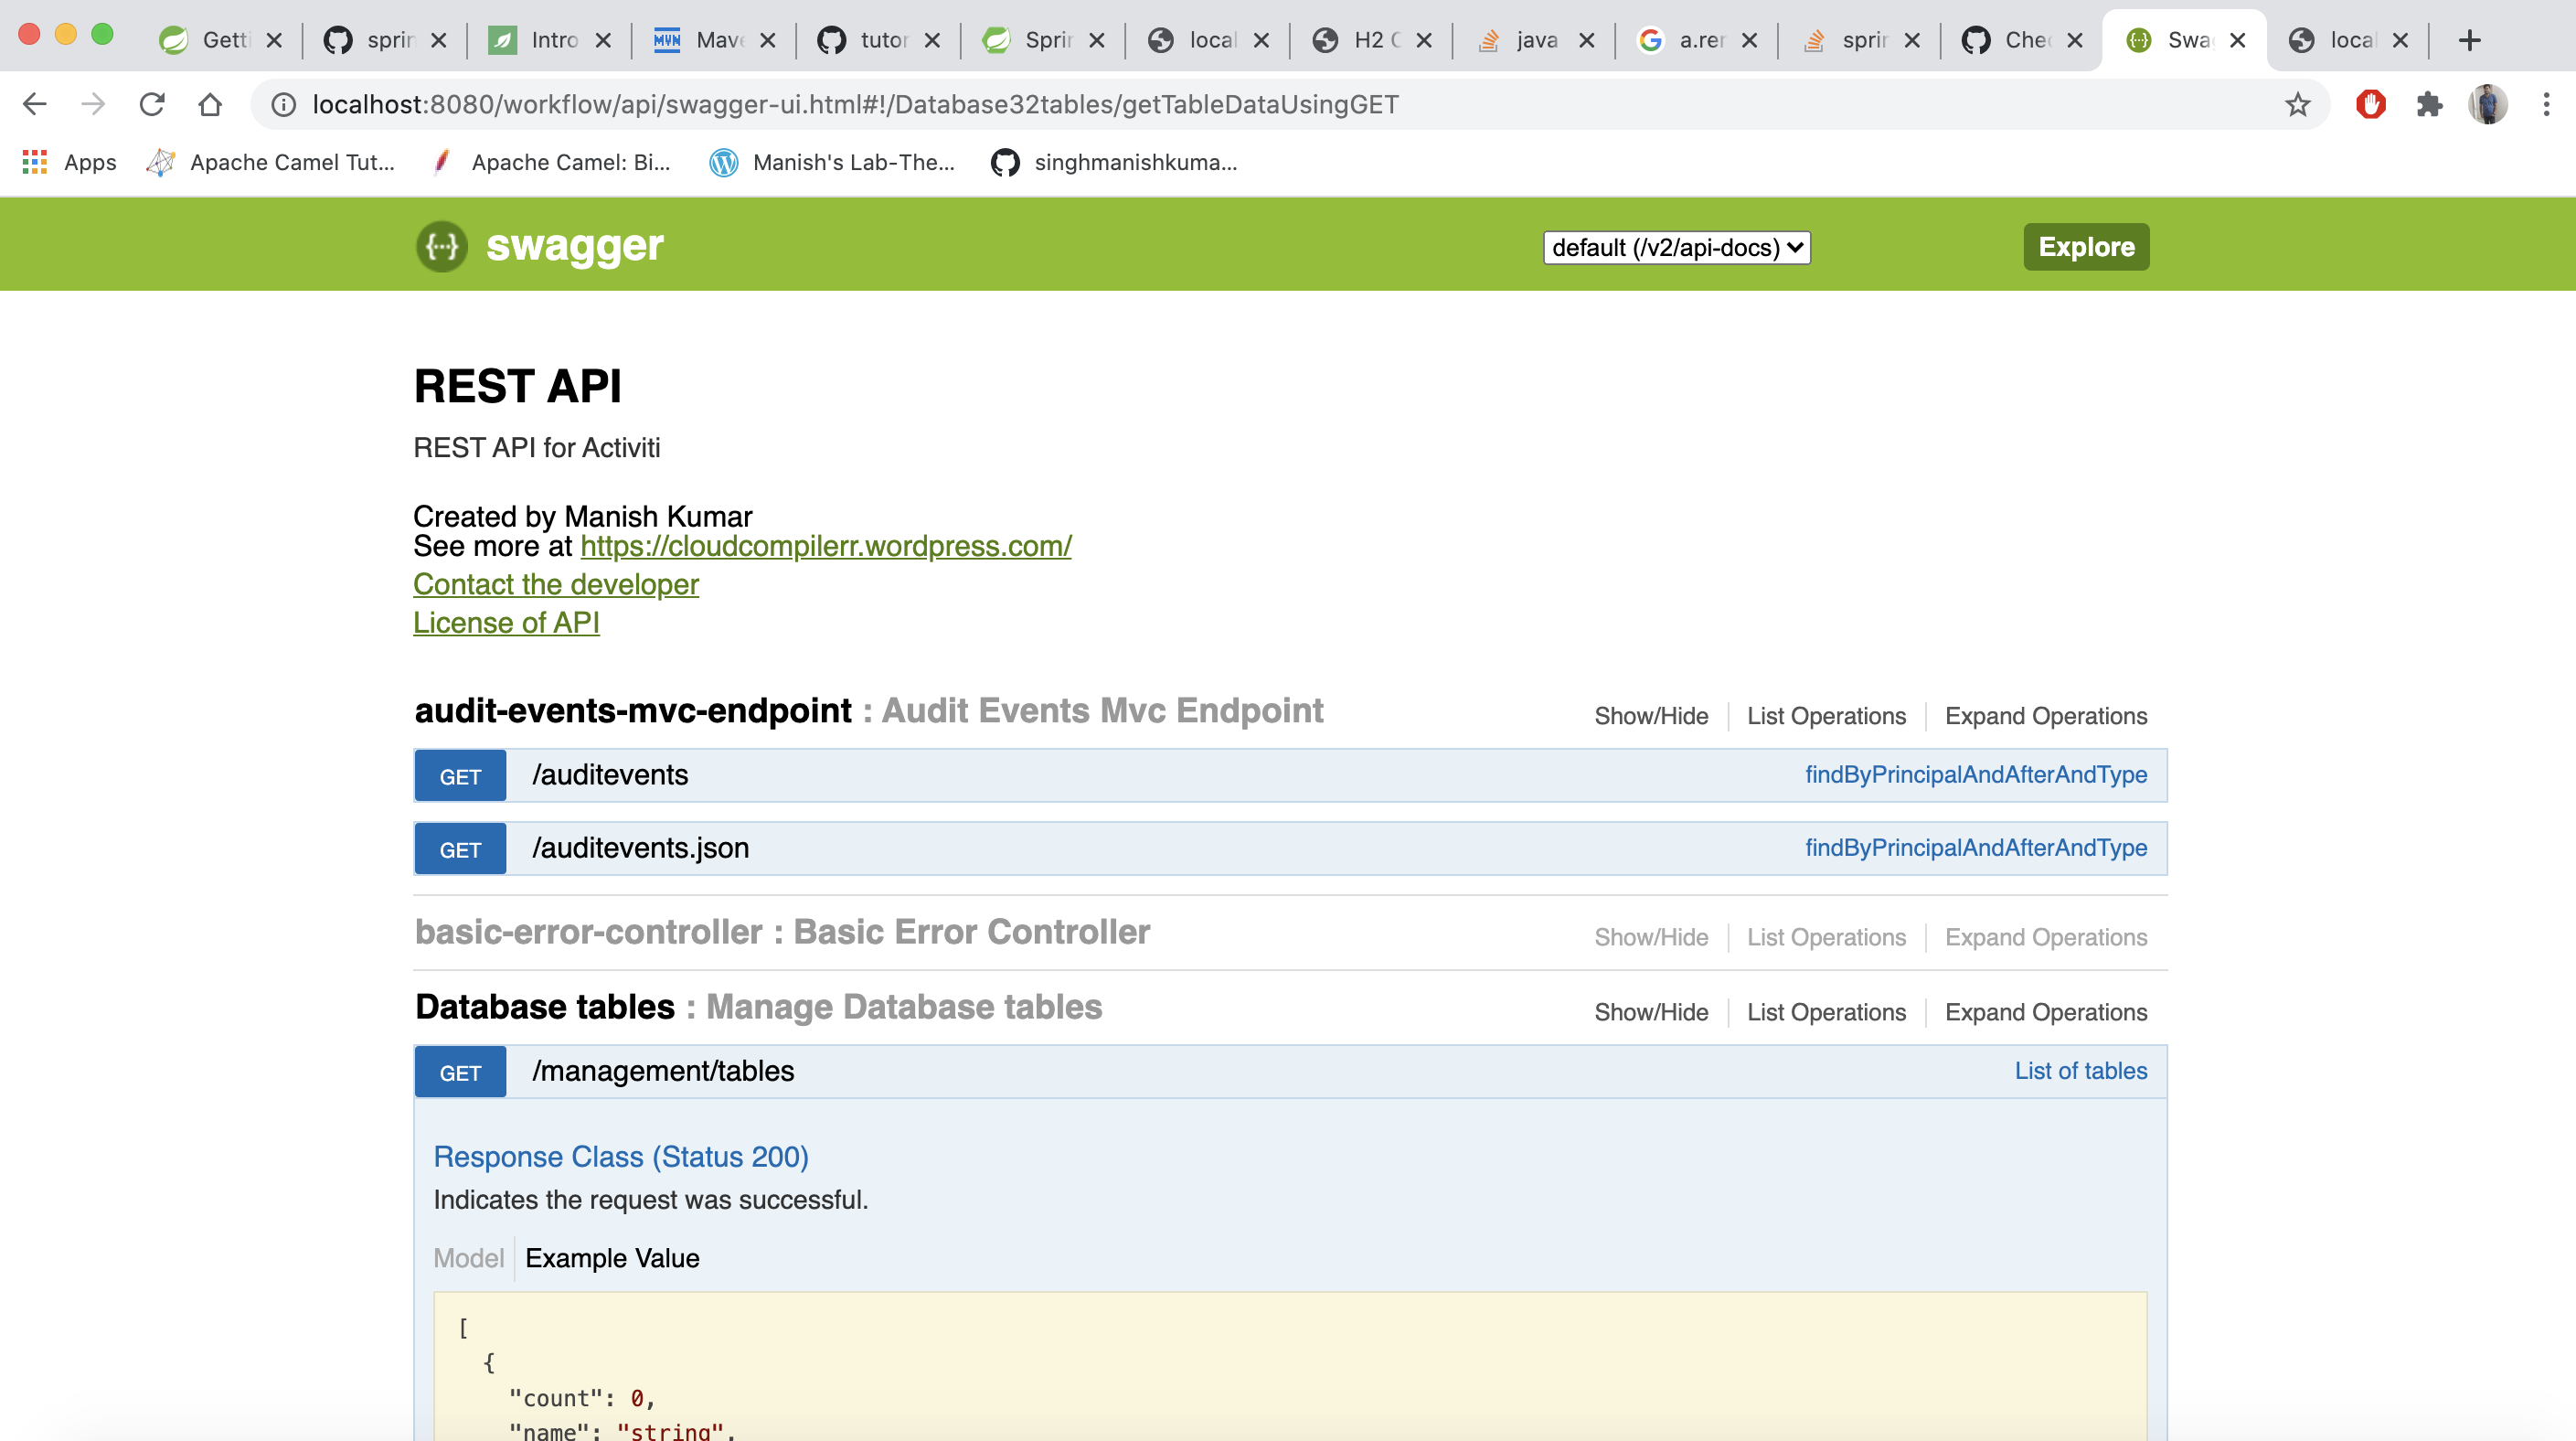 Getti
sprin
Intro
Mave
tutor
Sprin
local
H2 C
java
a.rer
sprin
Chec
Swag
local
localhost:8080/workflow/api/swagger-ui.html#!/Database32tables/getTableDataUsingGET
Apps Apache Camel Tut... Apache Camel: Bi... Manish's Lab-The... singhmanishkuma...
swagger default (/v2/api-docs) Explore
REST API
REST API for Activiti
Created by Manish Kumar
See more at https://cloudcompilerr.wordpress.com/
Contact the developer
License of API
audit-events-mvc-endpoint : Audit Events Mvc Endpoint Show/Hide List Operations Expand Operations
GET /auditevents findByPrincipalAndAfterAndType
GET /auditevents.json findByPrincipalAndAfterAndType
basic-error-controller : Basic Error Controller Show/Hide List Operations Expand Operations
Database tables : Manage Database tables Show/Hide List Operations Expand Operations
GET /management/tables List of tables
Response Class (Status 200)
Indicates the request was successful.
Model Example Value
[
{
"count": 0,
"name": "string",